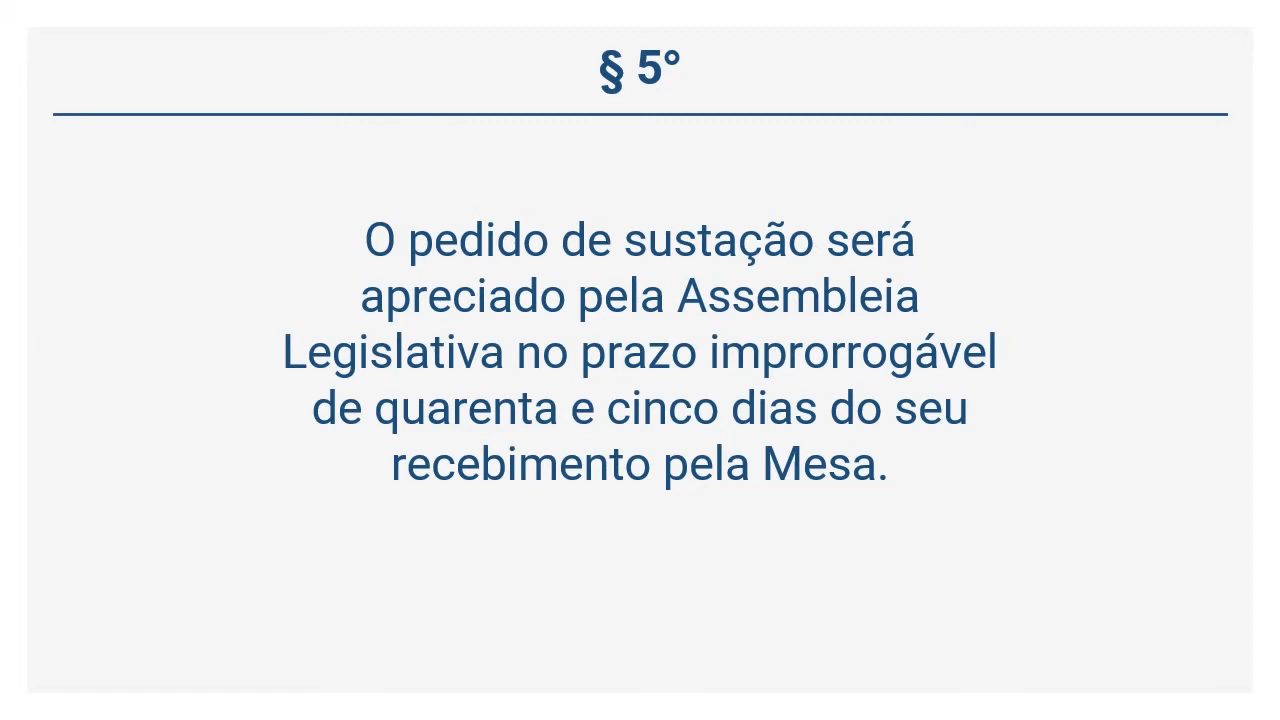 § 5°
O pedido de sustação será
apreciado pela Assembleia
Legislativa no prazo improrrogável
de quarenta e cinco dias do seu
recebimento pela Mesa.